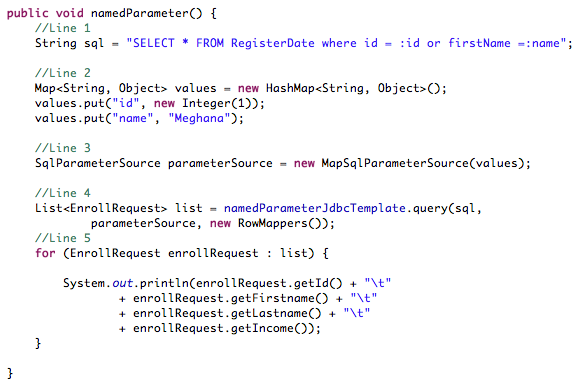 public void namedParameter() {
    //Line 1
    String sql = "SELECT * FROM RegisterDate where id = :id or firstName =:name";

    //Line 2
    Map<String, Object> values = new HashMap<String, Object>();
    values.put("id", new Integer(1));
    values.put("name", "Meghana");

    //Line 3
    SqlParameterSource parameterSource = new MapSqlParameterSource(values);

    //Line 4
    List<EnrollRequest> list = namedParameterJdbcTemplate.query(sql,
            parameterSource, new RowMappers());
    //Line 5
    for (EnrollRequest enrollRequest : list) {

        System.out.println(enrollRequest.getId() + "\t"
                + enrollRequest.getFirstname() + "\t"
                + enrollRequest.getLastname() + "\t"
                + enrollRequest.getIncome());
    }

}